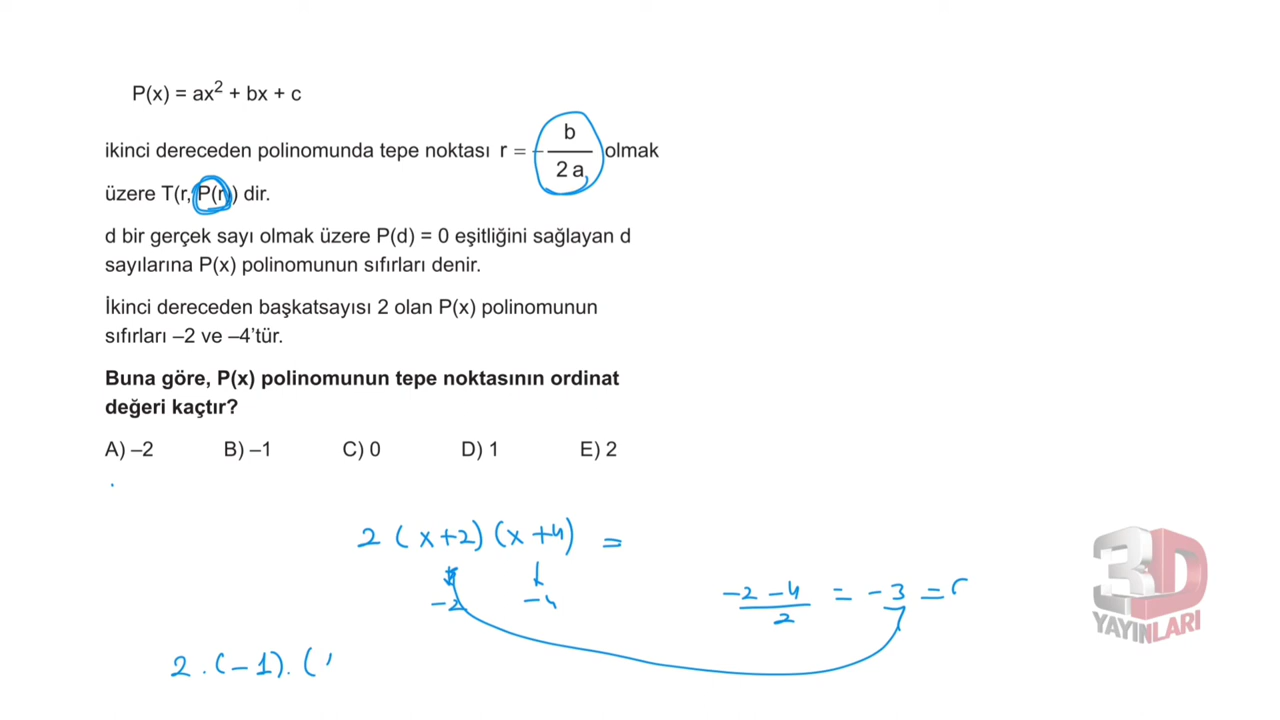 P(x) = ax² + bx + c
ikinci dereceden polinomunda tepe noktası r = – b / 2a olmak
üzere T(r, P(r)) dir.
d bir gerçek sayı olmak üzere P(d) = 0 eşitliğini sağlayan d
sayılarına P(x) polinomunun sıfırları denir.
İkinci dereceden başkatsayısı 2 olan P(x) polinomunun
sıfırları –2 ve –4’tür.
Buna göre, P(x) polinomunun tepe noktasının ordinat
değeri kaçtır?
A) –2 B) –1 C) 0 D) 1 E) 2
2 (x+2) (x+4) =
-2 -4
-2 -4 / 2 = -3 = r
2 . (-1) . (
3D
YAYINLARI